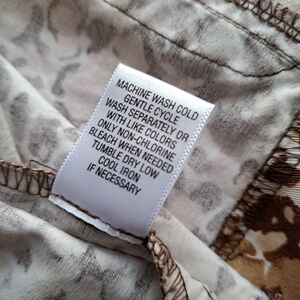 MACHINE WASH COLD
GENTLE CYCLE
WASH SEPARATELY OR
WITH LIKE COLORS
ONLY NON-CHLORINE
BLEACH WHEN NEEDED
TUMBLE DRY LOW
COOL IRON
IF NECESSARY